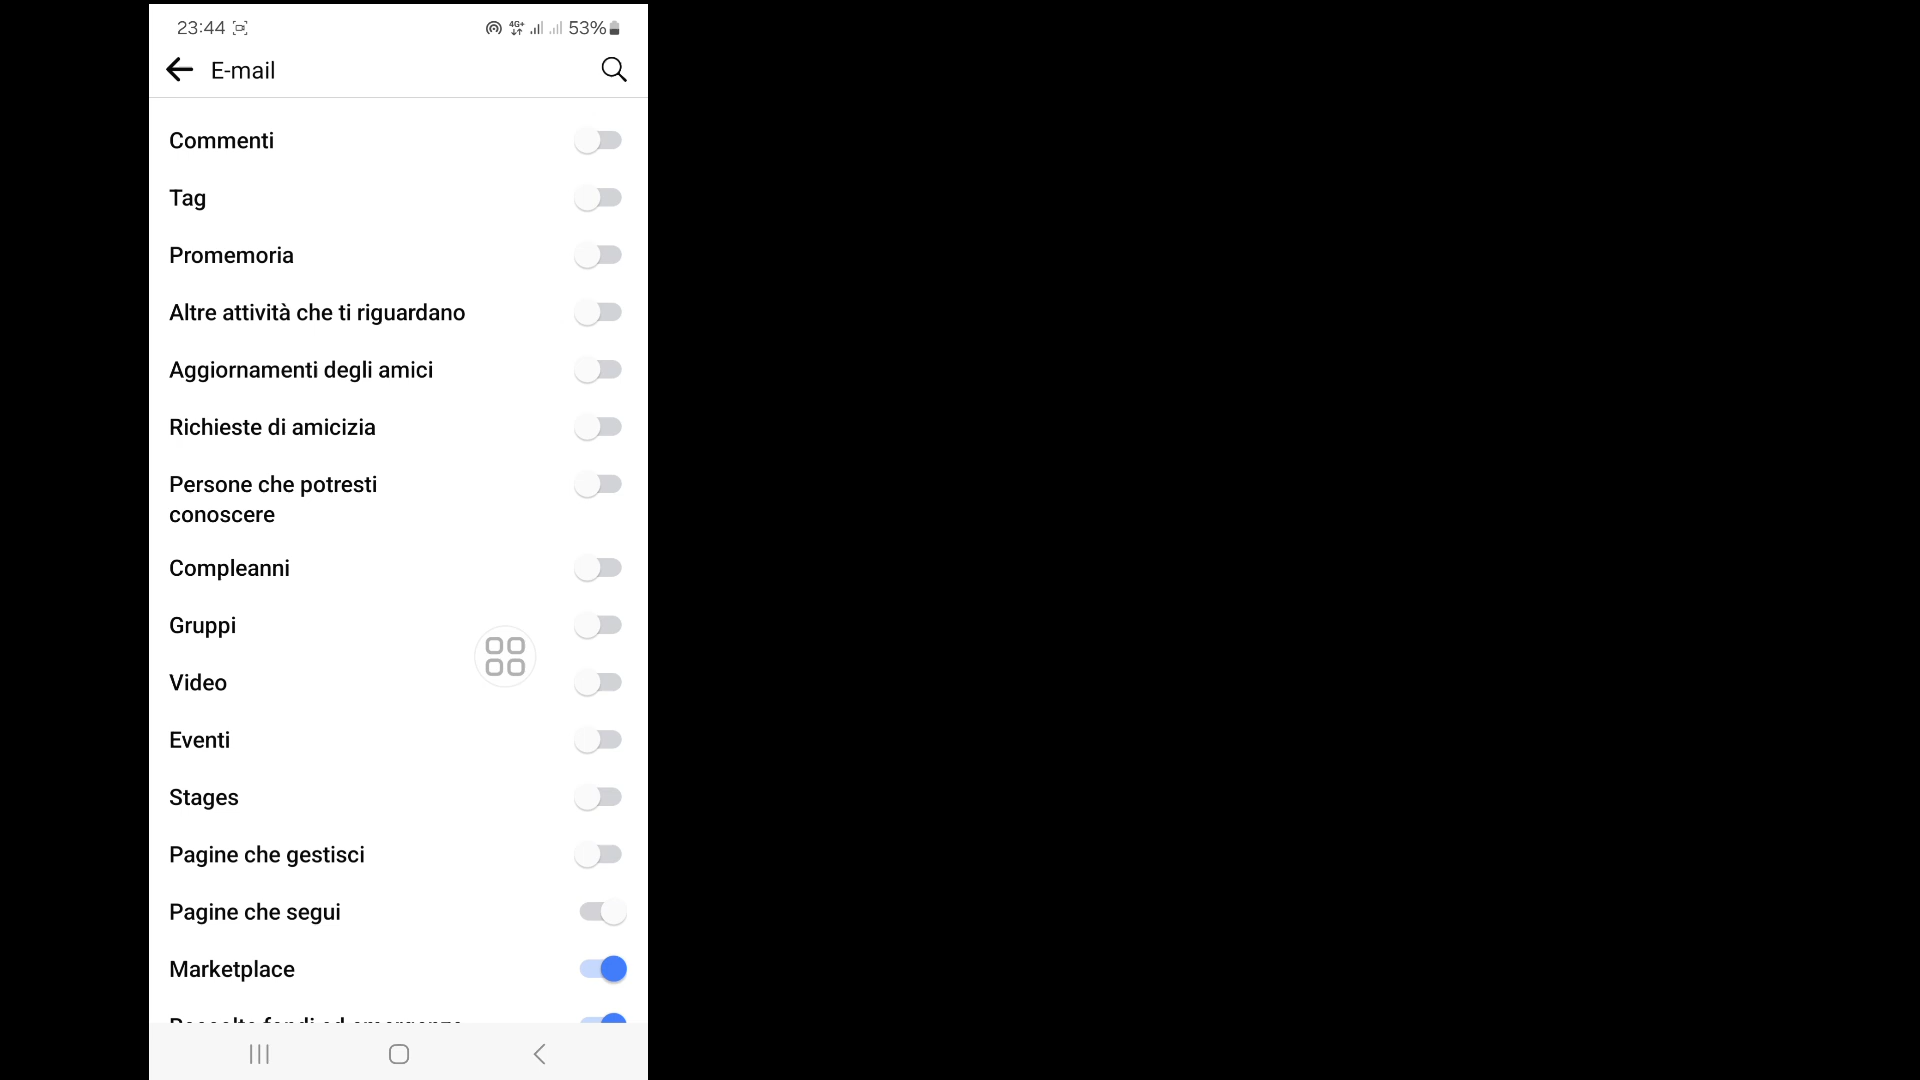 23:44
4G+
53%
E-mail
Commenti
Tag
Promemoria
Altre attività che ti riguardano
Aggiornamenti degli amici
Richieste di amicizia
Persone che potresti
conoscere
Compleanni
Gruppi
Video
Eventi
Stages
Pagine che gestisci
Pagine che segui
Marketplace